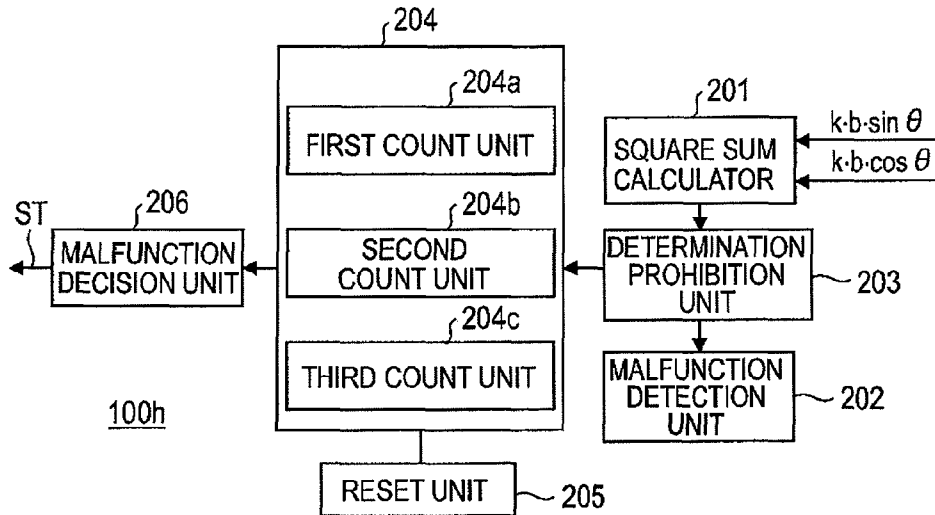 204
204a
FIRST COUNT UNIT
204b
SECOND
COUNT UNIT
204c
THIRD COUNT UNIT
201
SQUARE SUM
CALCULATOR
k·b·sin θ
k·b·cos θ
ST
206
MALFUNCTION
DECISION UNIT
DETERMINATION
PROHIBITION
UNIT
203
MALFUNCTION
DETECTION
UNIT
202
100h
RESET UNIT
205